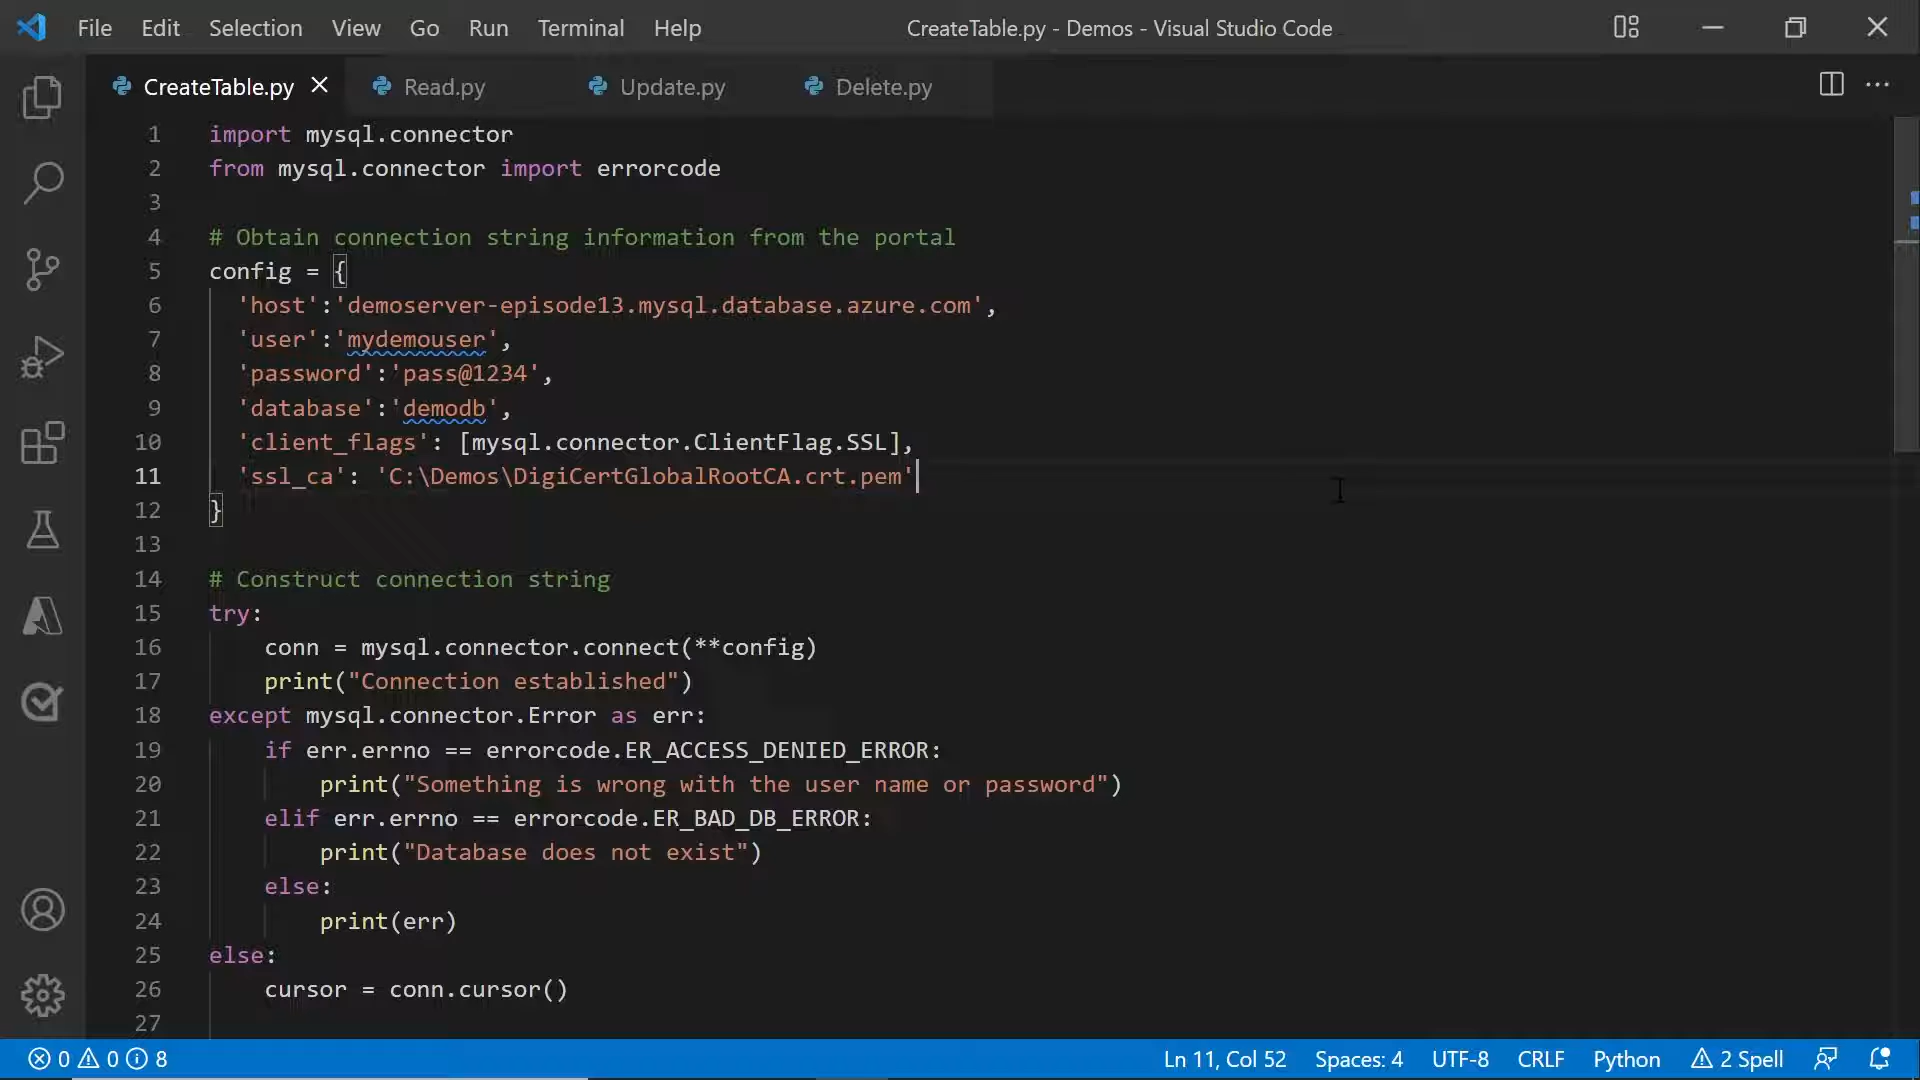 File Edit Selection View Go Run Terminal Help CreateTable.py - Demos - Visual Studio Code
CreateTable.py Read.py Update.py Delete.py
1 import mysql.connector
2 from mysql.connector import errorcode
3
4 # Obtain connection string information from the portal
5 config = {
6 'host':'demoserver-episode13.mysql.database.azure.com',
7 'user':'mydemouser',
8 'password':'pass@1234',
9 'database':'demodb',
10 'client_flags': [mysql.connector.ClientFlag.SSL],
11 'ssl_ca': 'C:\Demos\DigiCertGlobalRootCA.crt.pem'
12 }
13
14 # Construct connection string
15 try:
16 conn = mysql.connector.connect(**config)
17 print("Connection established")
18 except mysql.connector.Error as err:
19 if err.errno == errorcode.ER_ACCESS_DENIED_ERROR:
20 print("Something is wrong with the user name or password")
21 elif err.errno == errorcode.ER_BAD_DB_ERROR:
22 print("Database does not exist")
23 else:
24 print(err)
25 else:
26 cursor = conn.cursor()
27
0 0 8 Ln 11, Col 52 Spaces: 4 UTF-8 CRLF Python 2 Spell